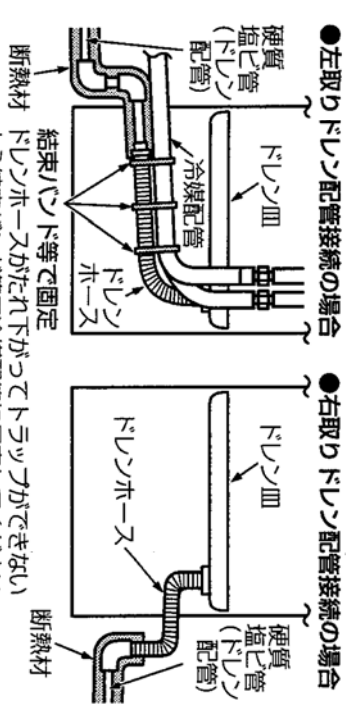 ●左取りドレン配管接続の場合
硬質
塩ビ管
(ドレン
配管)
ドレン皿
冷媒配管
ドレン
ホース
断熱材
結束バンド等で固定
ドレンホースがたれ下がってトラップができない
●右取りドレン配管接続の場合
ドレン皿
ドレンホース
硬質
塩ビ管
(ドレン
配管)
断熱材